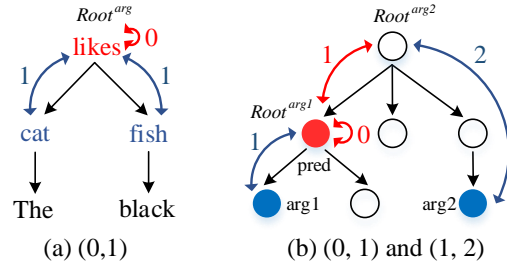 Root^arg
likes 0
1 1
cat fish
The black
(a) (0,1)
Root^arg2
1 2
Root^arg1
1 0
pred
arg1 arg2
(b) (0, 1) and (1, 2)